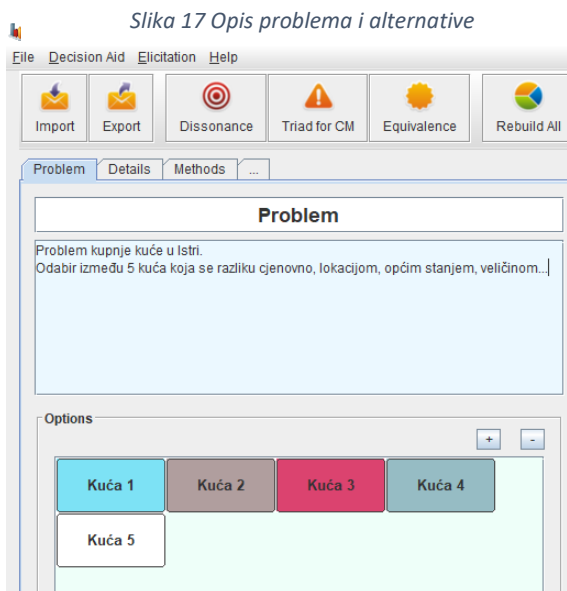 Slika 17 Opis problema i alternative
File Decision Aid Elicitation Help
Import Export Dissonance Triad for CM Equivalence Rebuild All
Problem Details Methods ...
Problem
Problem kupnje kuće u Istri.
Odabir između 5 kuća koja se razliku cjenovno, lokacijom, općim stanjem, veličinom...
Options
+ -
Kuća 1 Kuća 2 Kuća 3 Kuća 4
Kuća 5